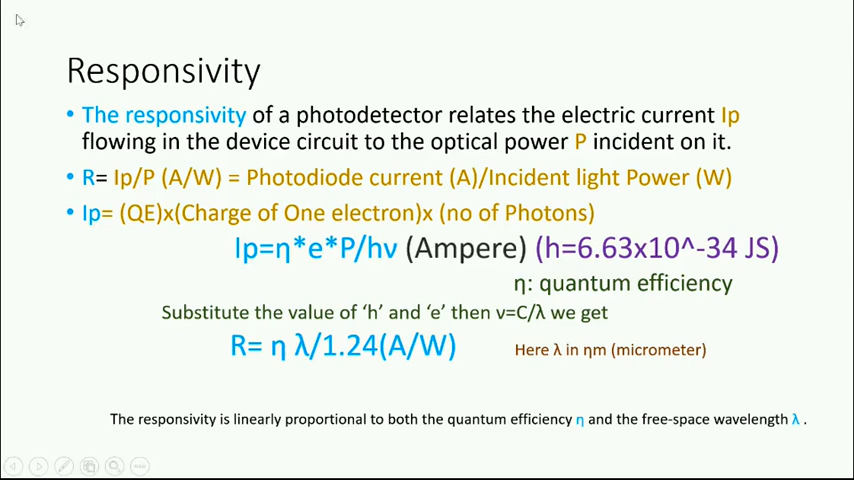 Responsivity
• The responsivity of a photodetector relates the electric current Ip
flowing in the device circuit to the optical power P incident on it.
• R= Ip/P (A/W) = Photodiode current (A)/Incident light Power (W)
• Ip= (QE)x(Charge of One electron)x (no of Photons)
Ip=η*e*P/hν (Ampere) (h=6.63x10^-34 JS)
η: quantum efficiency
Substitute the value of ‘h’ and ‘e’ then ν=C/λ we get
R= η λ/1.24(A/W)
Here λ in ηm (micrometer)
The responsivity is linearly proportional to both the quantum efficiency η and the free-space wavelength λ .